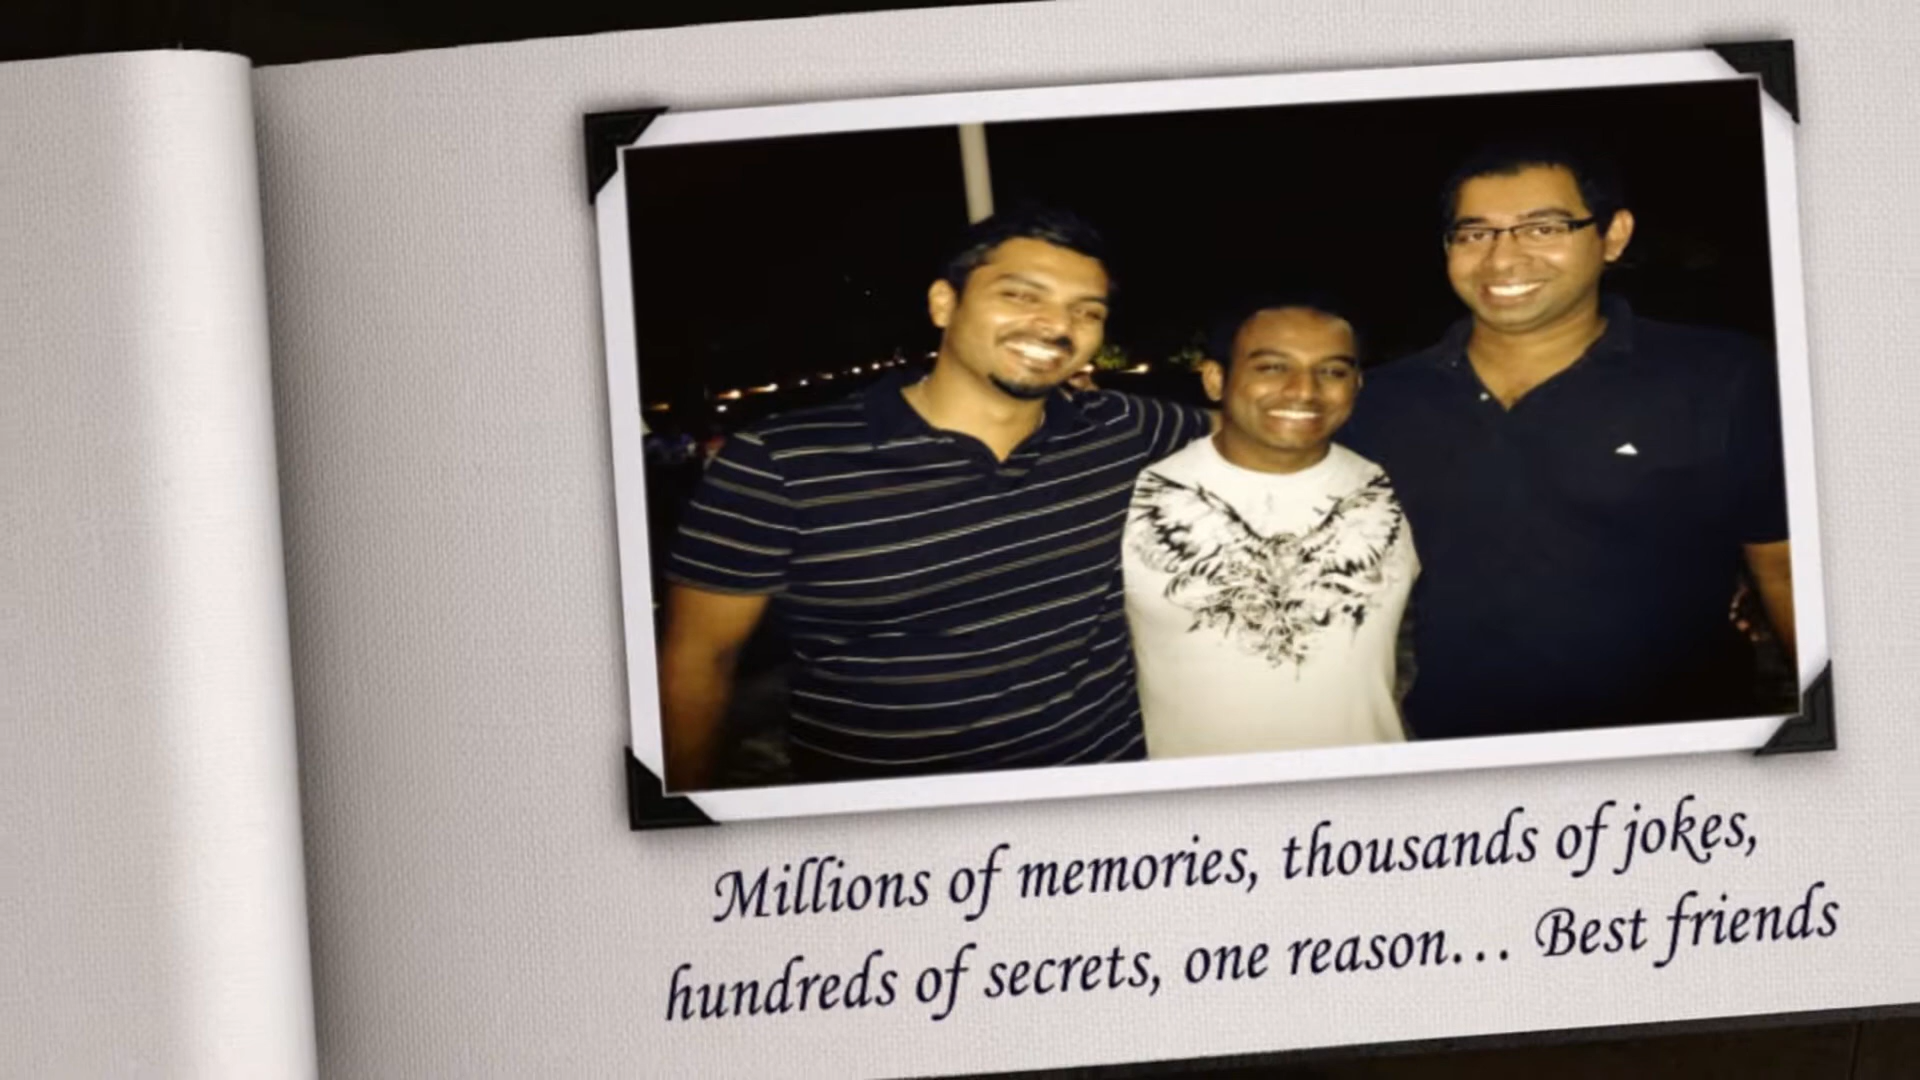 Millions of memories, thousands of jokes,
hundreds of secrets, one reason... Best friends